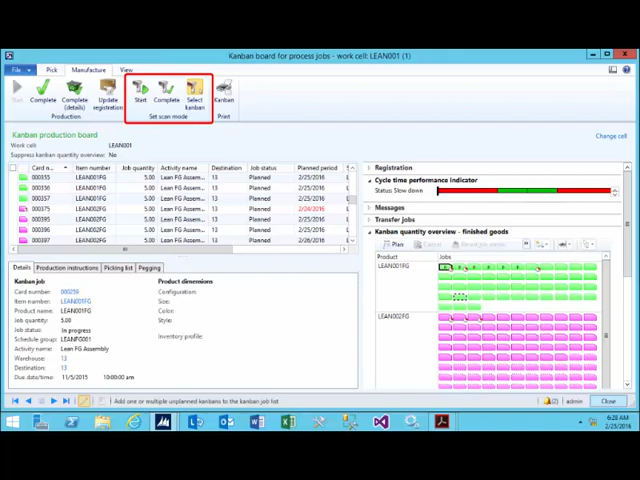 Kanban board for process jobs - work cell: LEAN001 (1)
File Pick Manufacture View
Start Complete Complete (details) Update registration Start Complete Select kanban Kanban
Production Set scan mode Print
Kanban production board
Change cell
Work cell: LEAN001
Suppress kanban quantity overview: No
Card n... Item number Job quantity Activity name Destination Job status Planned period
000355 LEAN001FG 5.00 Lean FG Assem... 13 Planned 2/25/2016
000356 LEAN001FG 5.00 Lean FG Assem... 13 Planned 2/25/2016
000357 LEAN001FG 5.00 Lean FG Assem... 13 Planned 2/25/2016
000375 LEAN002FG 5.00 Lean FG Assem... 13 Planned 2/24/2016
000395 LEAN002FG 5.00 Lean FG Assem... 13 Planned 2/25/2016
000396 LEAN002FG 5.00 Lean FG Assem... 13 Planned 2/25/2016
000397 LEAN002FG 5.00 Lean FG Assem... 13 Planned 2/26/2016
Registration
Cycle time performance indicator
Status Slow down
Messages
Transfer jobs
Kanban quantity overview - finished goods
Plan Cancel
Product Jobs
LEAN001FG
LEAN002FG
Details Production instructions Picking list Pegging
Kanban job
Card number: 000259
Item number: LEAN001FG
Product name: LEAN001FG
Job quantity: 5.00
Job status: In progress
Schedule group: LEANFG001
Activity name: Lean FG Assembly
Warehouse: 13
Destination: 13
Due date/time: 11/5/2015 10:00:00 am
Product dimensions
Configuration:
Size:
Color:
Style:
Inventory profile:
Add one or multiple unplanned kanbans to the kanban job list
(2) admin Close
6:28 AM
2/25/2016